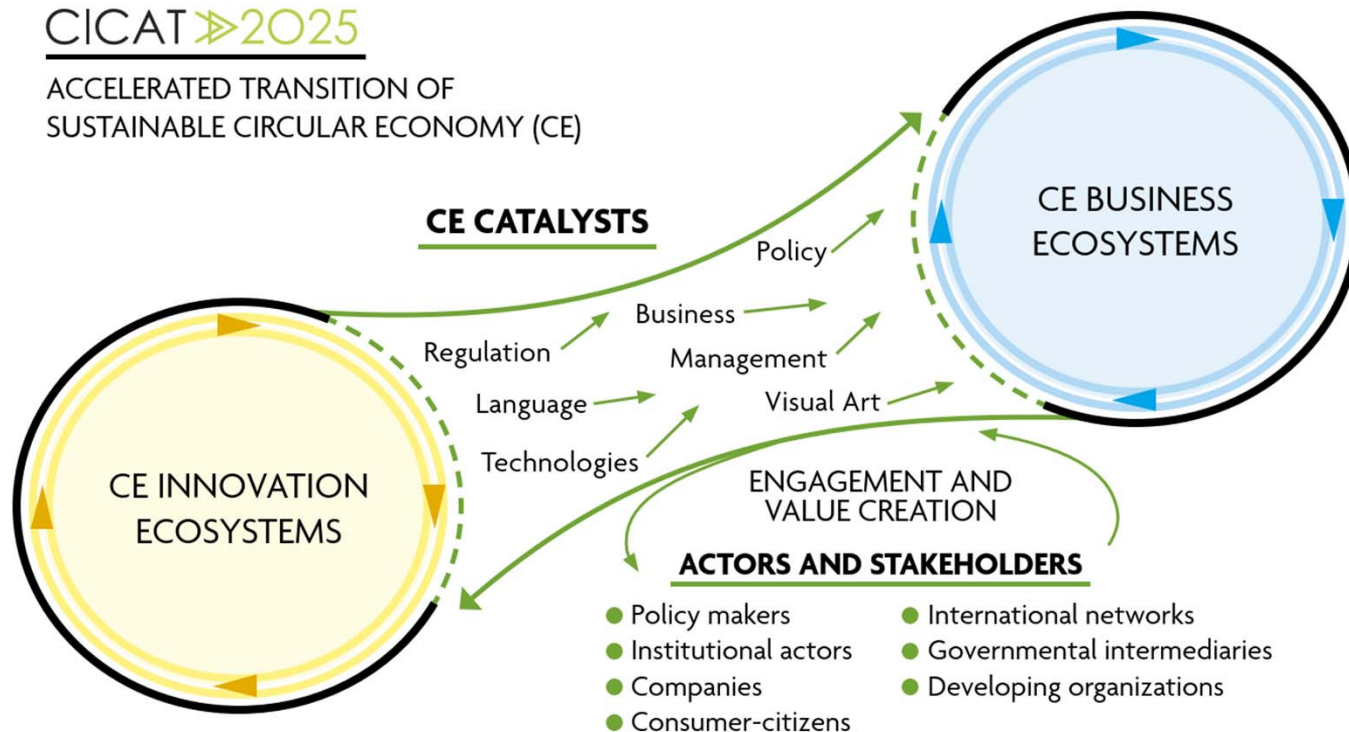 CICAT 2025
ACCELERATED TRANSITION OF
SUSTAINABLE CIRCULAR ECONOMY (CE)
CE CATALYSTS
Policy
Business
Regulation
Management
Language
Visual Art
Technologies
CE BUSINESS
ECOSYSTEMS
CE INNOVATION
ECOSYSTEMS
ENGAGEMENT AND
VALUE CREATION
ACTORS AND STAKEHOLDERS
Policy makers
Institutional actors
Companies
Consumer-citizens
International networks
Governmental intermediaries
Developing organizations